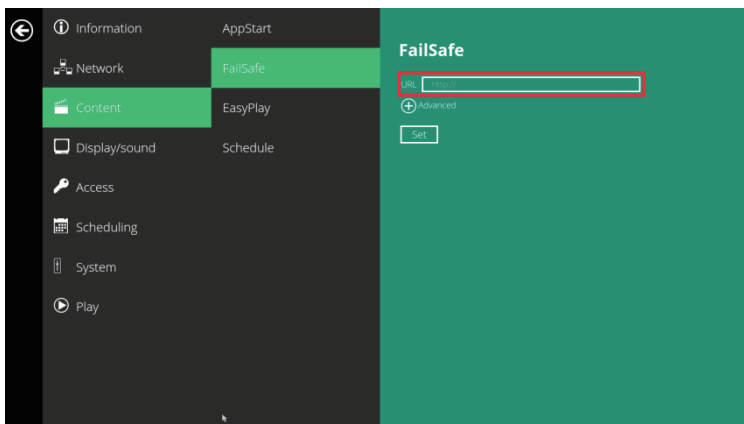 Information
Network
Content
Display/sound
Access
Scheduling
System
Play
AppStart
FailSafe
EasyPlay
Schedule
FailSafe
URL http://
Advanced
Set